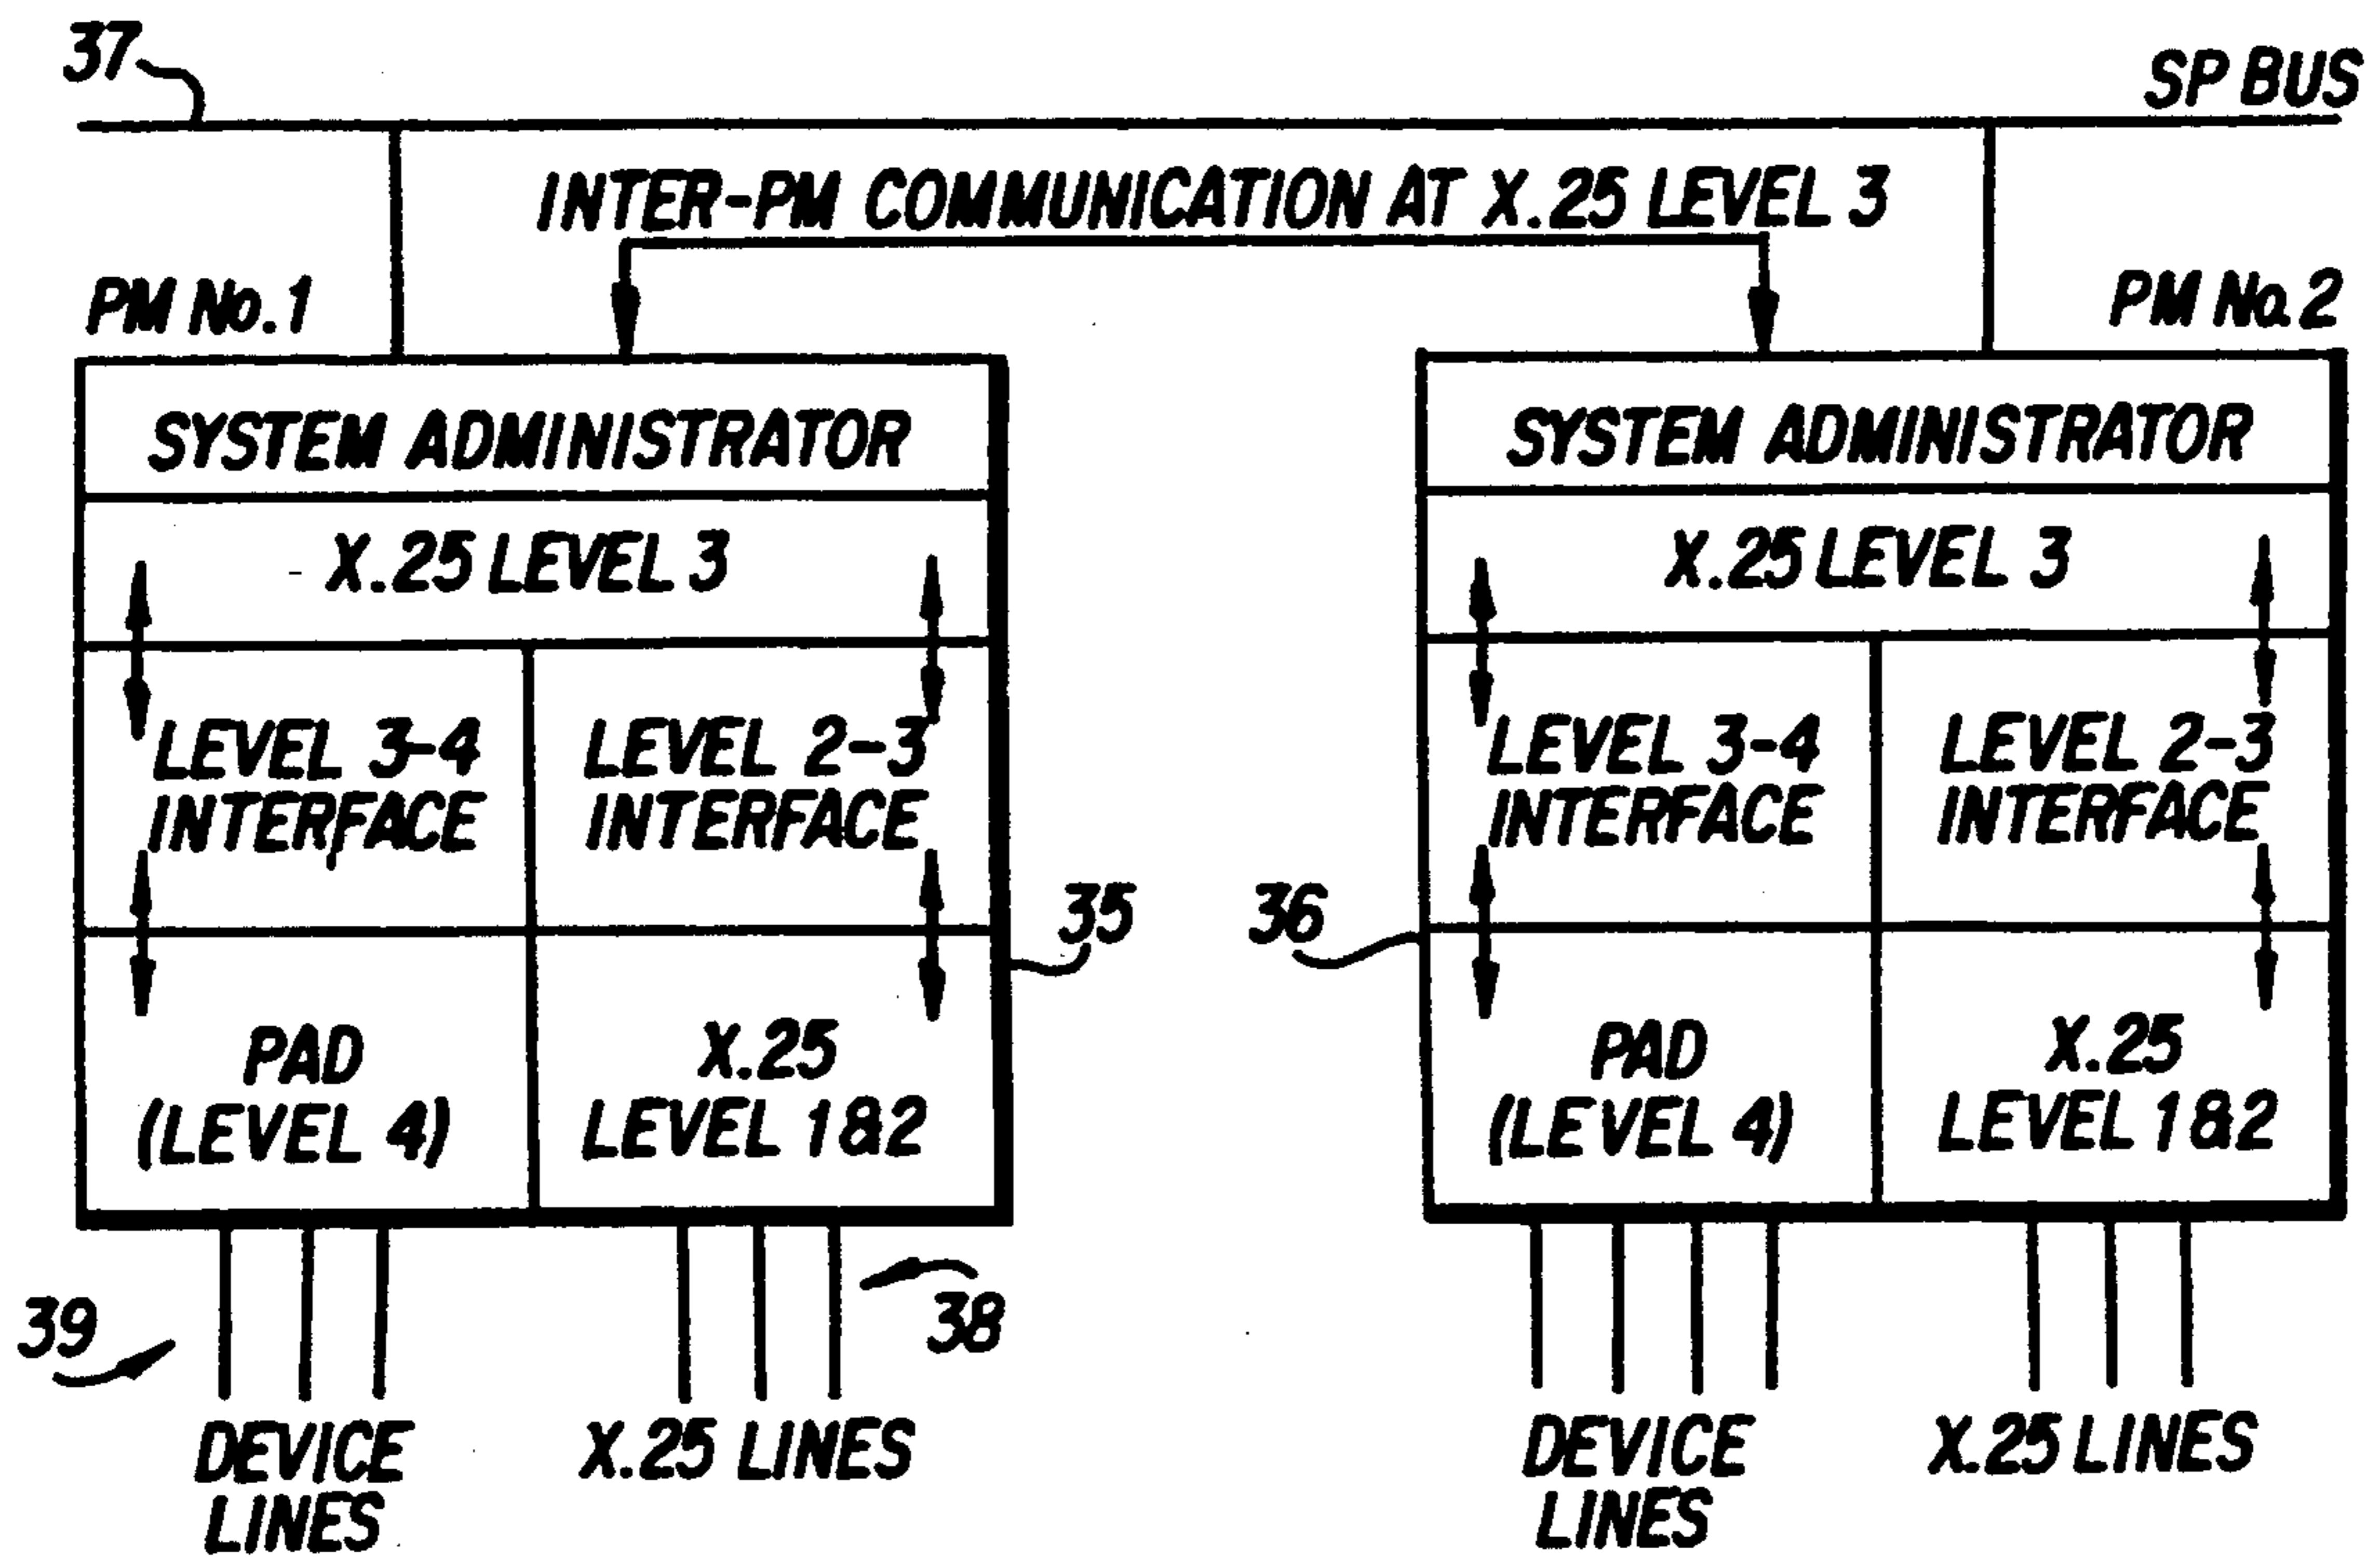 37
SP BUS
INTER-PM COMMUNICATION AT X.25 LEVEL 3
PM No. 1
PM No. 2
SYSTEM ADMINISTRATOR
X.25 LEVEL 3
LEVEL 3-4
INTERFACE
LEVEL 2-3
INTERFACE
PAD
(LEVEL 4)
X.25
LEVEL 1&2
35
36
SYSTEM ADMINISTRATOR
X.25 LEVEL 3
LEVEL 3-4
INTERFACE
LEVEL 2-3
INTERFACE
PAD
(LEVEL 4)
X.25
LEVEL 1&2
39
38
DEVICE
LINES
X.25 LINES
DEVICE
LINES
X.25 LINES